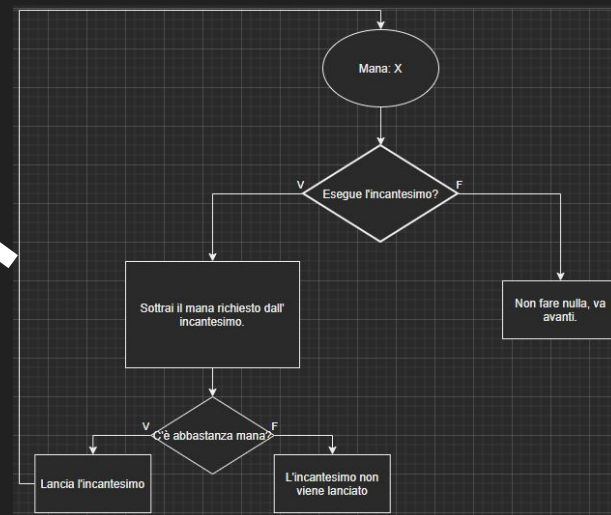 Mana: X
V
Esegue l'incantesimo?
F
Sottrai il mana richiesto dall'
incantesimo.
Non fare nulla, va
avanti.
V
C'è abbastanza mana?
F
Lancia l'incantesimo
L'incantesimo non
viene lanciato